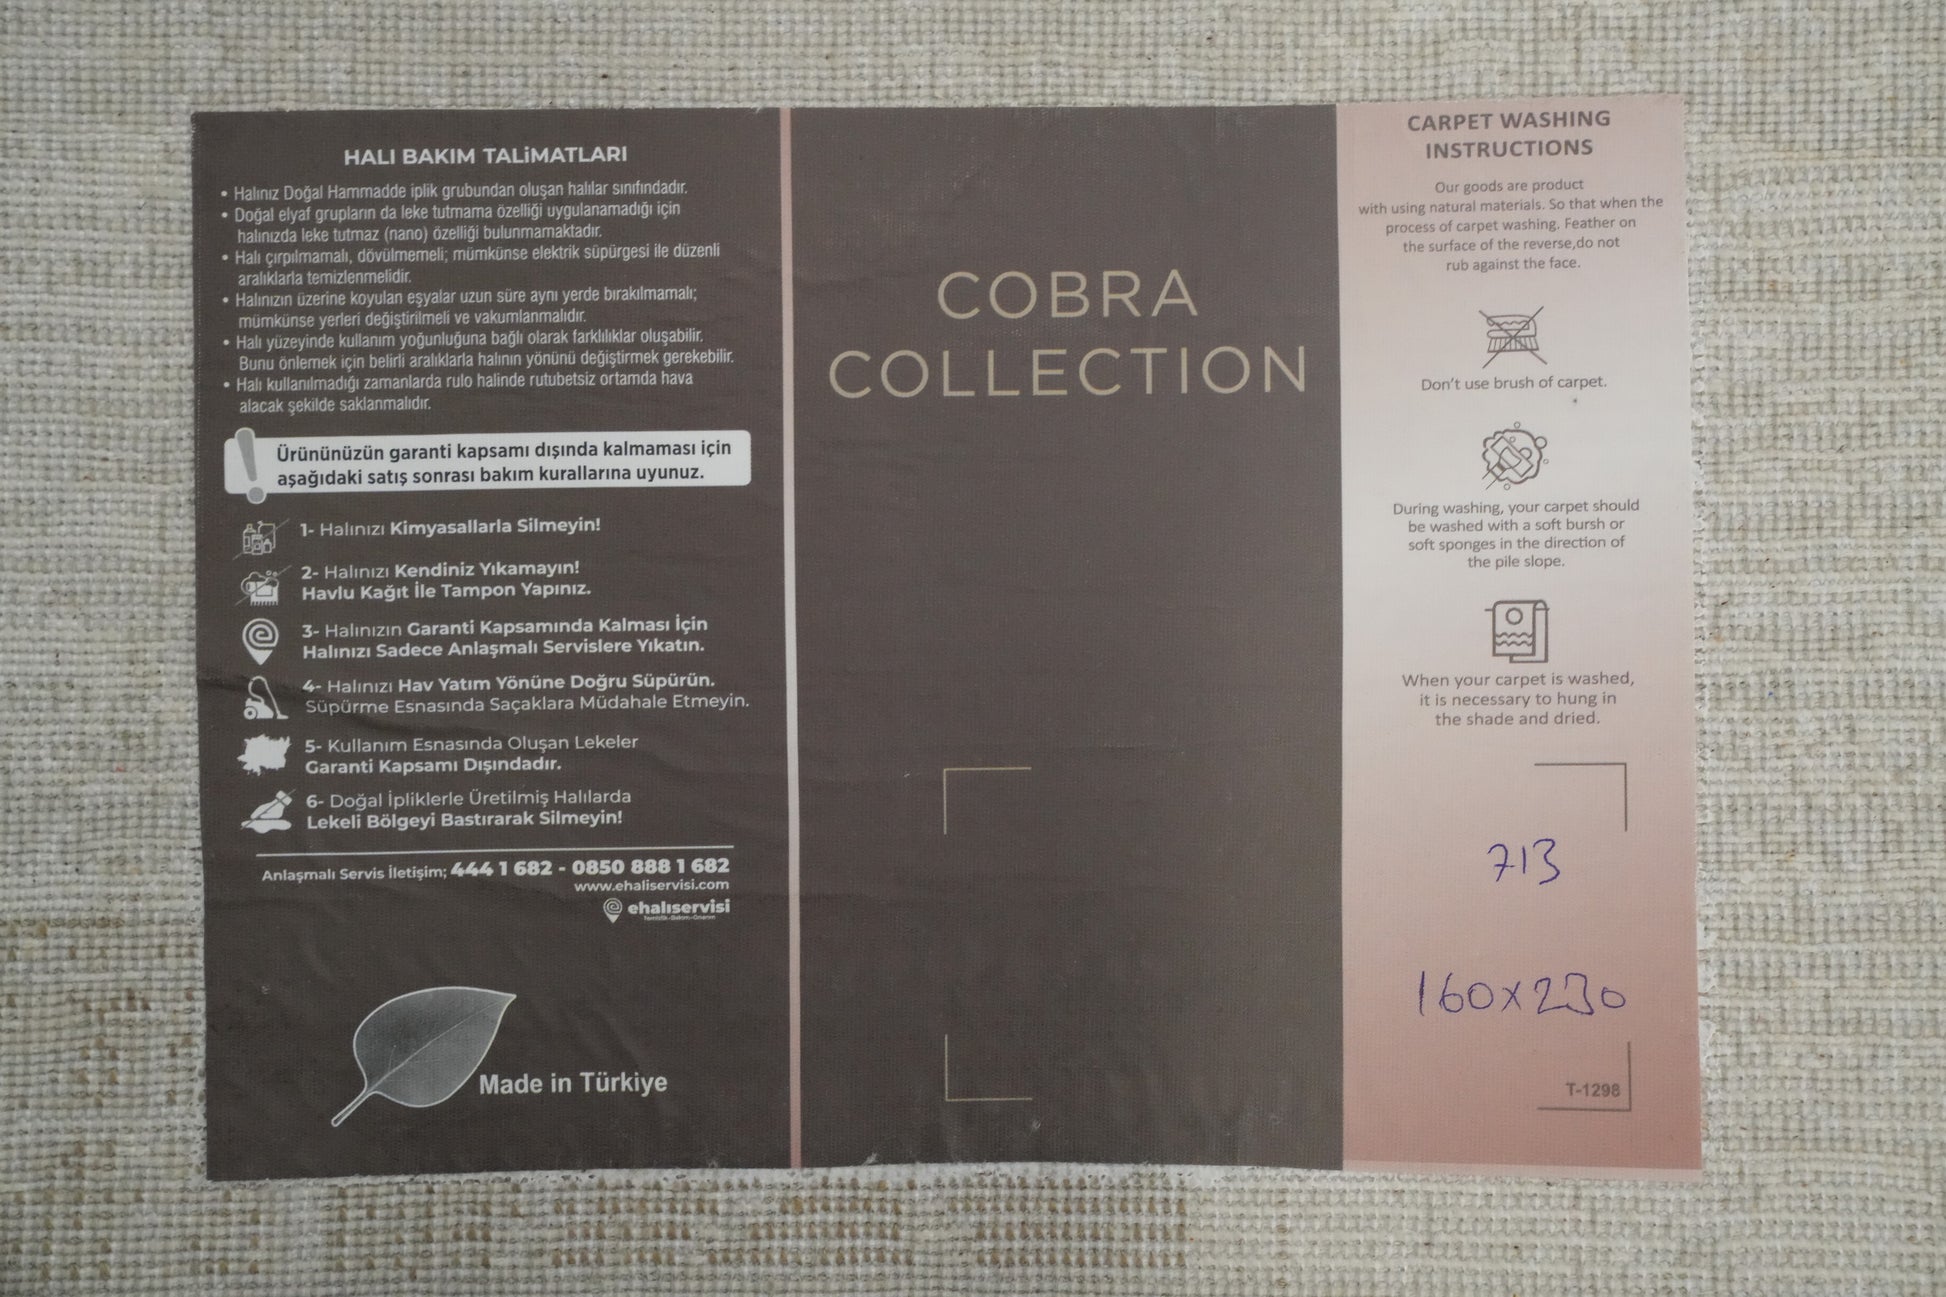 HALI BAKIM TALiMATLARI
• Halınız Doğal Hammadde iplik grubundan oluşan halılar sınıfındadır.
• Doğal elyaf grupların da leke tutmama özelliği uygulanamadığı için
halınızda leke tutmaz (nano) özelliği bulunmamaktadır.
• Halı çırpılmamalı, dövülmemeli; mümkünse elektrik süpürgesi ile düzenli
aralıklarla temizlenmelidir.
• Halınızın üzerine koyulan eşyalar uzun süre aynı yerde bırakılmamalı;
mümkünse yerleri değiştirilmeli ve vakumlanmalıdır.
• Halı yüzeyinde kullanım yoğunluğuna bağlı olarak farklılıklar oluşabilir.
Bunu önlemek için belirli aralıklarla halının yönünü değiştirmek gerekebilir.
• Halı kullanılmadığı zamanlarda rulo halinde rutubetsiz ortamda hava
alacak şekilde saklanmalıdır.
Ürününüzün garanti kapsamı dışında kalmaması için
aşağıdaki satış sonrası bakım kurallarına uyunuz.
1- Halınızı Kimyasallarla Silmeyin!
2- Halınızı Kendiniz Yıkamayın!
Havlu Kağıt İle Tampon Yapınız.
3- Halınızın Garanti Kapsamında Kalması İçin
Halınızı Sadece Anlaşmalı Servislere Yıkatın.
4- Halınızı Hav Yatım Yönüne Doğru Süpürün.
Süpürme Esnasında Saçaklara Müdahale Etmeyin.
5- Kullanım Esnasında Oluşan Lekeler
Garanti Kapsamı Dışındadır.
6- Doğal İpliklerle Üretilmiş Halılarda
Lekeli Bölgeyi Bastırarak Silmeyin!
Anlaşmalı Servis İletişim; 444 1 682 - 0850 888 1 682
www.ehaliservisi.com
ehalıservisi
Temizlik-Bakım-Onarım
Made in Türkiye
COBRA
COLLECTION
CARPET WASHING
INSTRUCTIONS
Our goods are product
with using natural materials. So that when the
process of carpet washing. Feather on
the surface of the reverse,do not
rub against the face.
Don't use brush of carpet.
During washing, your carpet should
be washed with a soft bursh or
soft sponges in the direction of
the pile slope.
When your carpet is washed,
it is necessary to hung in
the shade and dried.
713
160x230
T-1298